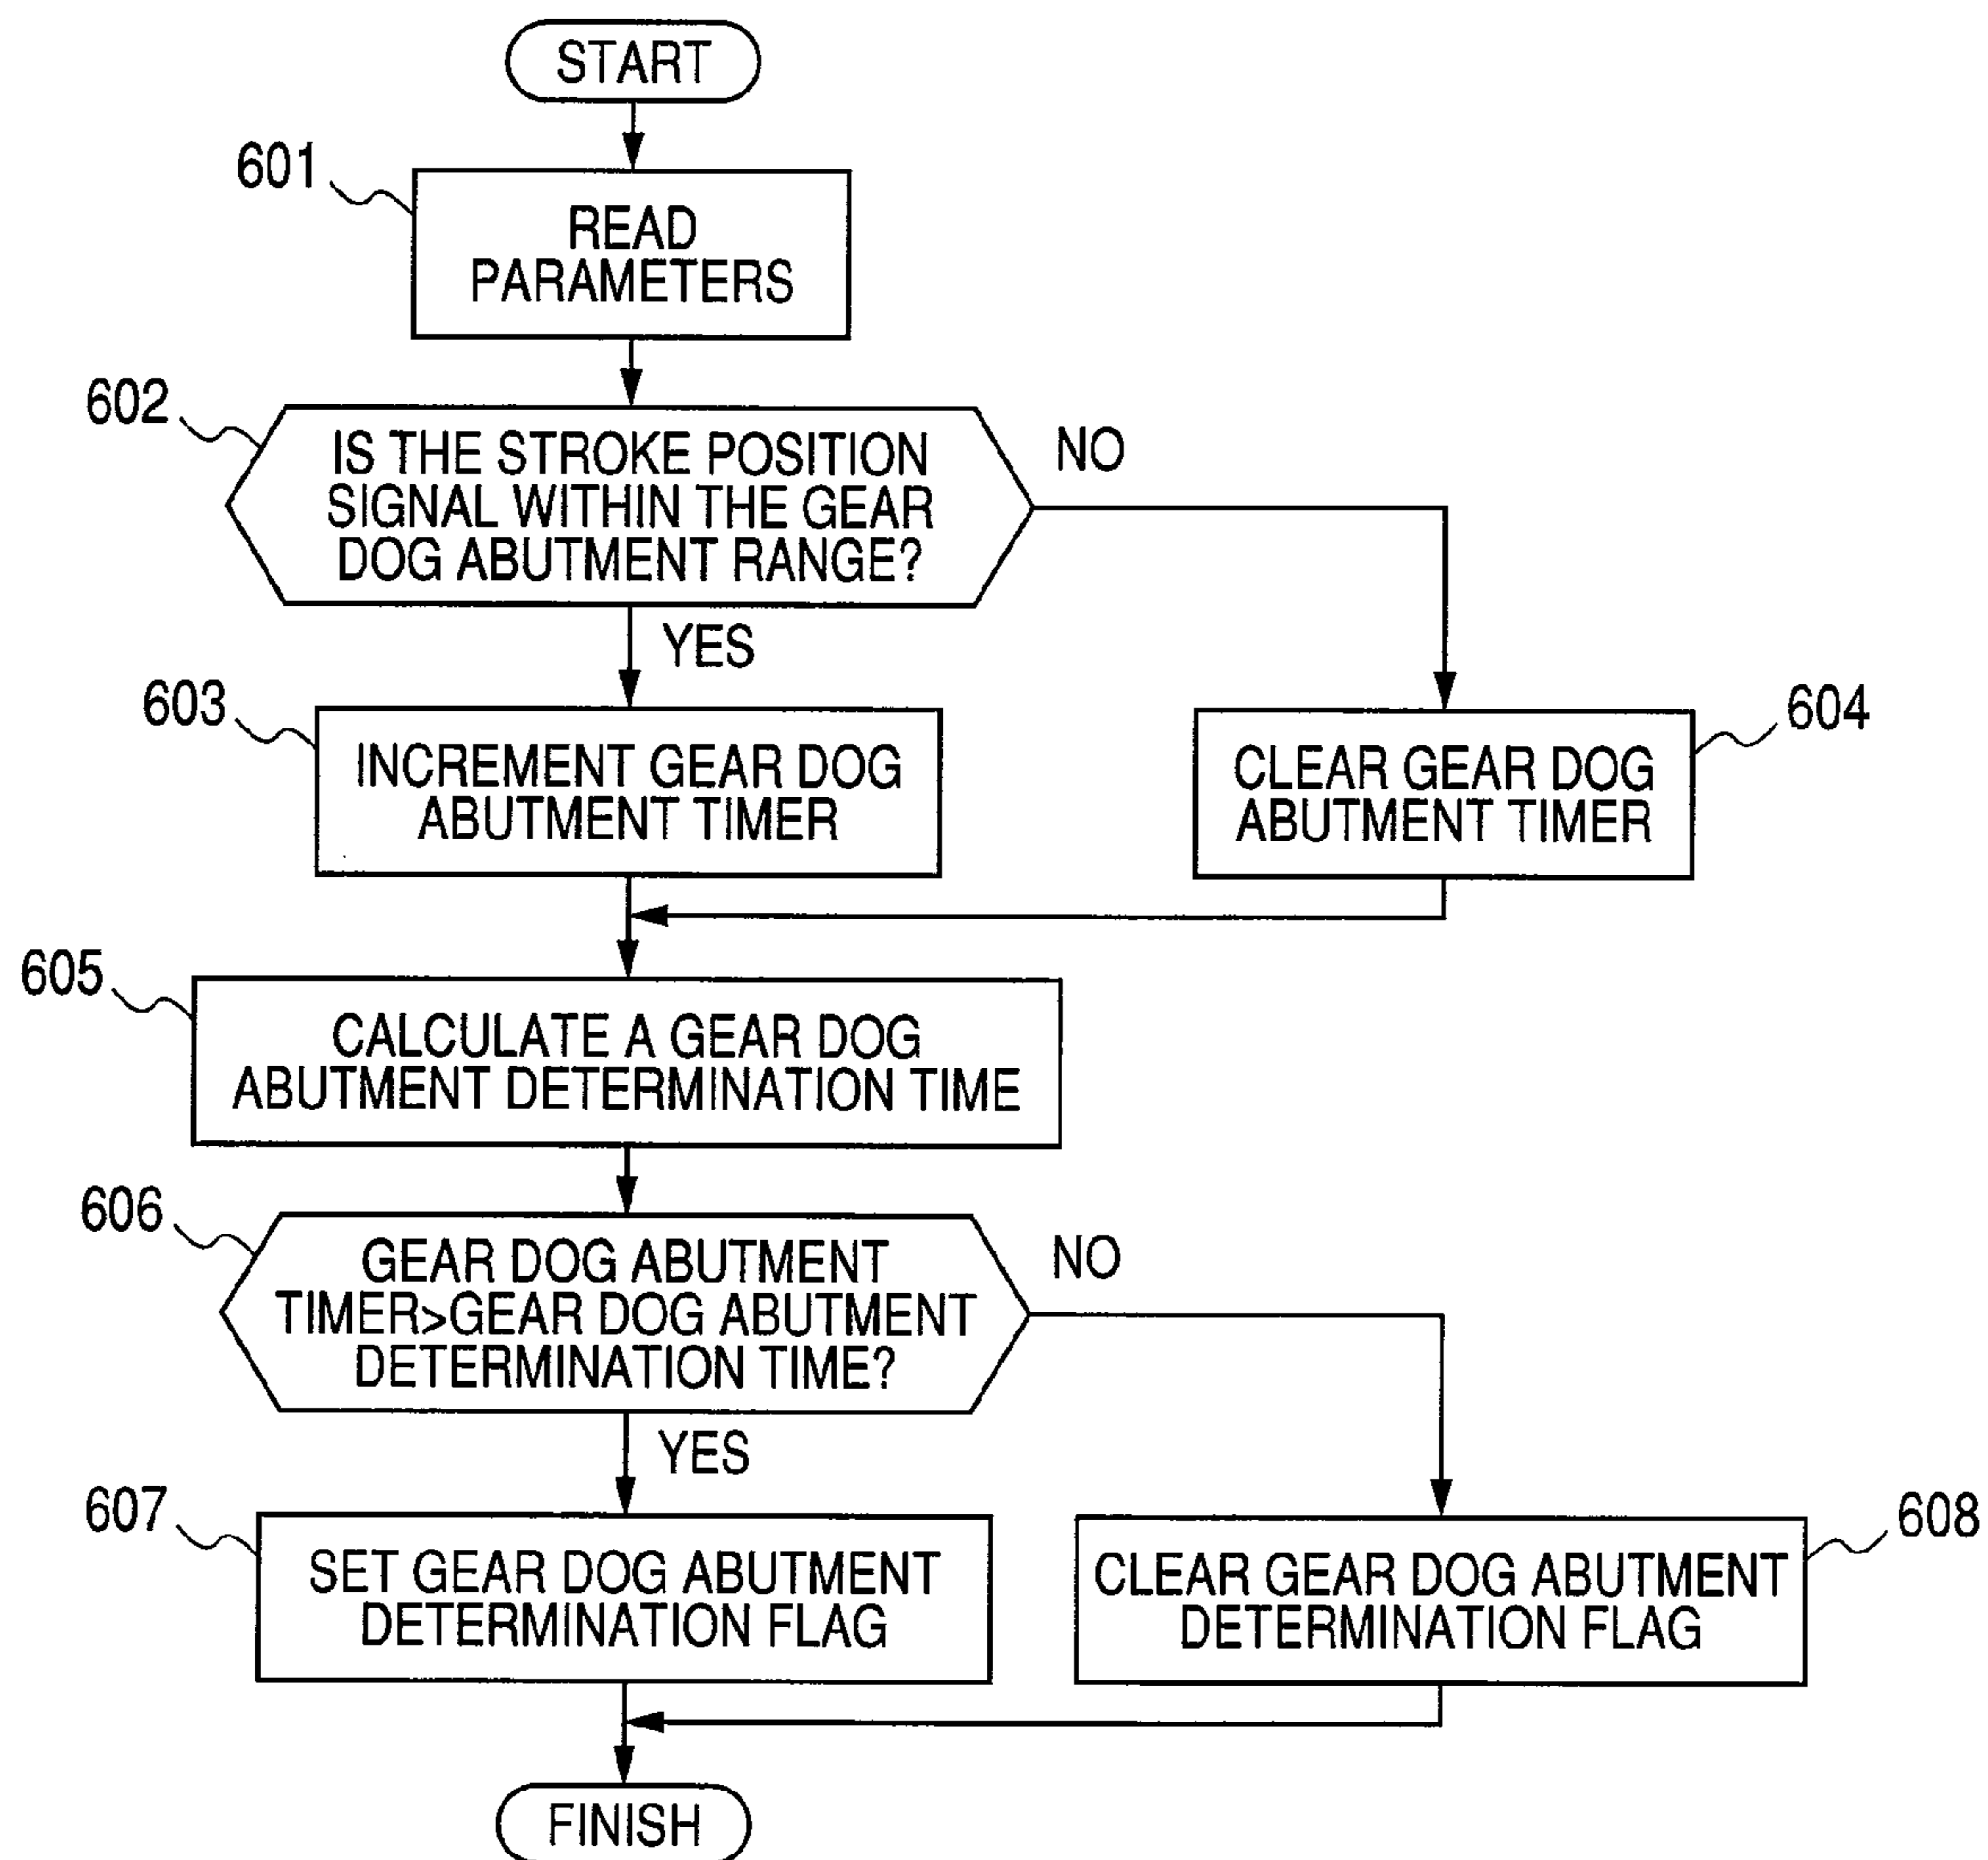 START
601
READ
PARAMETERS
602
IS THE STROKE POSITION
SIGNAL WITHIN THE GEAR
DOG ABUTMENT RANGE?
NO
YES
603
INCREMENT GEAR DOG
ABUTMENT TIMER
604
CLEAR GEAR DOG
ABUTMENT TIMER
605
CALCULATE A GEAR DOG
ABUTMENT DETERMINATION TIME
606
GEAR DOG ABUTMENT
TIMER>GEAR DOG ABUTMENT
DETERMINATION TIME?
NO
YES
607
SET GEAR DOG ABUTMENT
DETERMINATION FLAG
608
CLEAR GEAR DOG ABUTMENT
DETERMINATION FLAG
FINISH